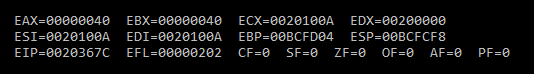 EAX=00000040  EBX=00000040  ECX=0020100A  EDX=00200000
ESI=0020100A  EDI=0020100A  EBP=00BCFD04  ESP=00BCFCF8
EIP=0020367C  EFL=00000202  CF=0  SF=0  ZF=0  OF=0  AF=0  PF=0